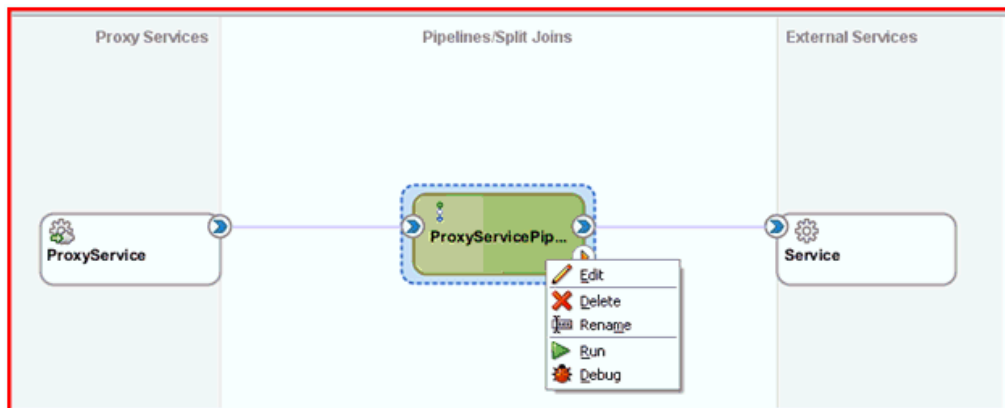 Proxy Services
Pipelines/Split Joins
External Services
ProxyService
ProxyServicePip...
Service
Edit
Delete
Rename
Run
Debug